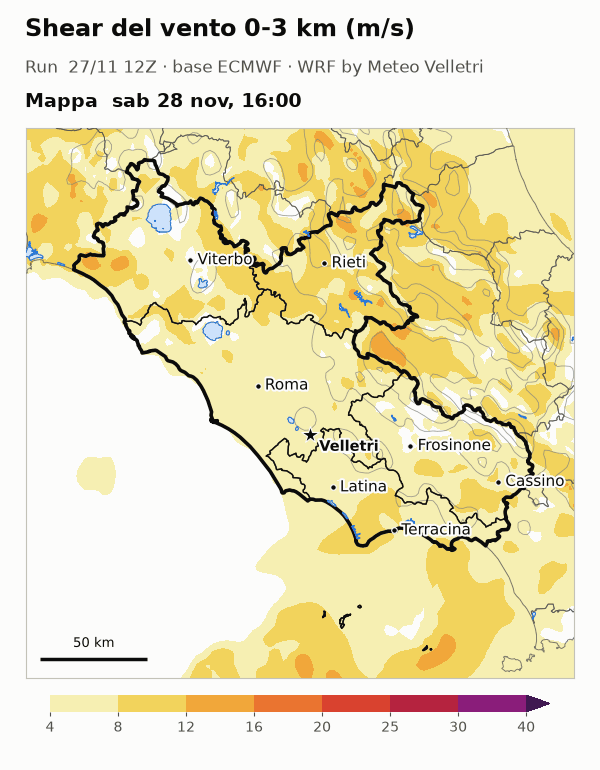 Shear del vento 0-3 km (m/s)
Run  27/11 12Z · base ECMWF · WRF by Meteo Velletri
Mappa  sab 28 nov, 16:00
Viterbo
Rieti
Roma
Velletri
Frosinone
Cassino
Latina
Terracina
50 km
4 8 12 16 20 25 30 40